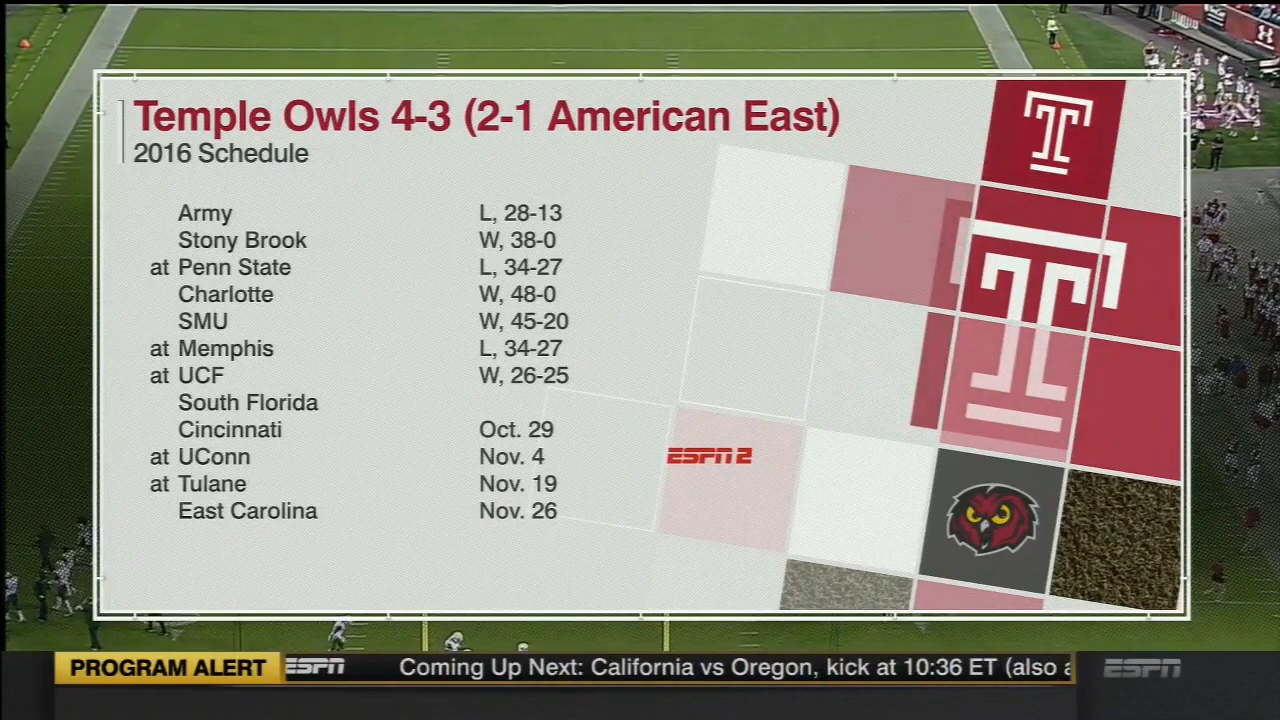 Temple Owls 4-3 (2-1 American East)
2016 Schedule
Army L, 28-13
Stony Brook W, 38-0
at Penn State L, 34-27
Charlotte W, 48-0
SMU W, 45-20
at Memphis L, 34-27
at UCF W, 26-25
South Florida
Cincinnati Oct. 29
at UConn Nov. 4 ESPN2
at Tulane Nov. 19
East Carolina Nov. 26
PROGRAM ALERT ESPN Coming Up Next: California vs Oregon, kick at 10:36 ET (also a ESPN